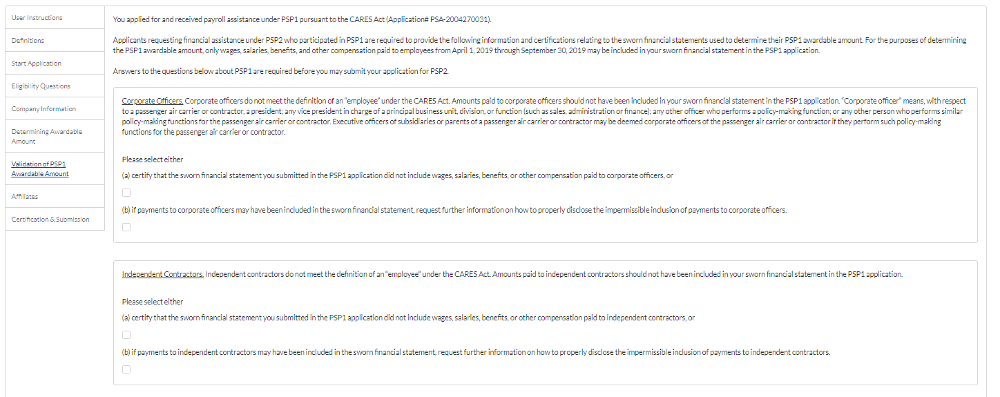 User Instructions
Definitions
Start Application
Eligibility Questions
Company Information
Determining Awardable
Amount
Validation of PSP1
Awardable Amount
Affiliates
Certification & Submission
You applied for and received payroll assistance under PSP1 pursuant to the CARES Act (Application# PSA-2004270031).
Applicants requesting financial assistance under PSP2 who participated in PSP1 are required to provide the following information and certifications relating to the sworn financial statements used to determine their PSP1 awardable amount. For the purposes of determining
the PSP1 awardable amount, only wages, salaries, benefits, and other compensation paid to employees from April 1, 2019 through September 30, 2019 may be included in your sworn financial statement in the PSP1 application.
Answers to the questions below about PSP1 are required before you may submit your application for PSP2.
Corporate Officers. Corporate officers do not meet the definition of an "employee" under the CARES Act. Amounts paid to corporate officers should not have been included in your sworn financial statement in the PSP1 application. "Corporate officer" means, with respect
to a passenger air carrier or contractor, a president; any vice president in charge of a principal business unit, division, or function (such as sales, administration or finance); any other officer who performs a policy-making function; or any other person who performs similar
policy-making functions for the passenger air carrier or contractor. Executive officers of subsidiaries or parents of a passenger air carrier or contractor may be deemed corporate officers of the passenger air carrier or contractor if they perform such policy-making
functions for the passenger air carrier or contractor.
Please select either
(a) certify that the sworn financial statement you submitted in the PSP1 application did not include wages, salaries, benefits, or other compensation paid to corporate officers, or
(b) if payments to corporate officers may have been included in the sworn financial statement, request further information on how to properly disclose the impermissible inclusion of payments to corporate officers.
Independent Contractors. Independent contractors do not meet the definition of an "employee" under the CARES Act. Amounts paid to independent contractors should not have been included in your sworn financial statement in the PSP1 application.
Please select either
(a) certify that the sworn financial statement you submitted in the PSP1 application did not include wages, salaries, benefits, or other compensation paid to independent contractors, or
(b) if payments to independent contractors may have been included in the sworn financial statement, request further information on how to properly disclose the impermissible inclusion of payments to independent contractors.